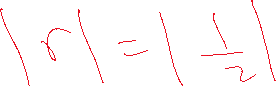 |r| = |1/2|